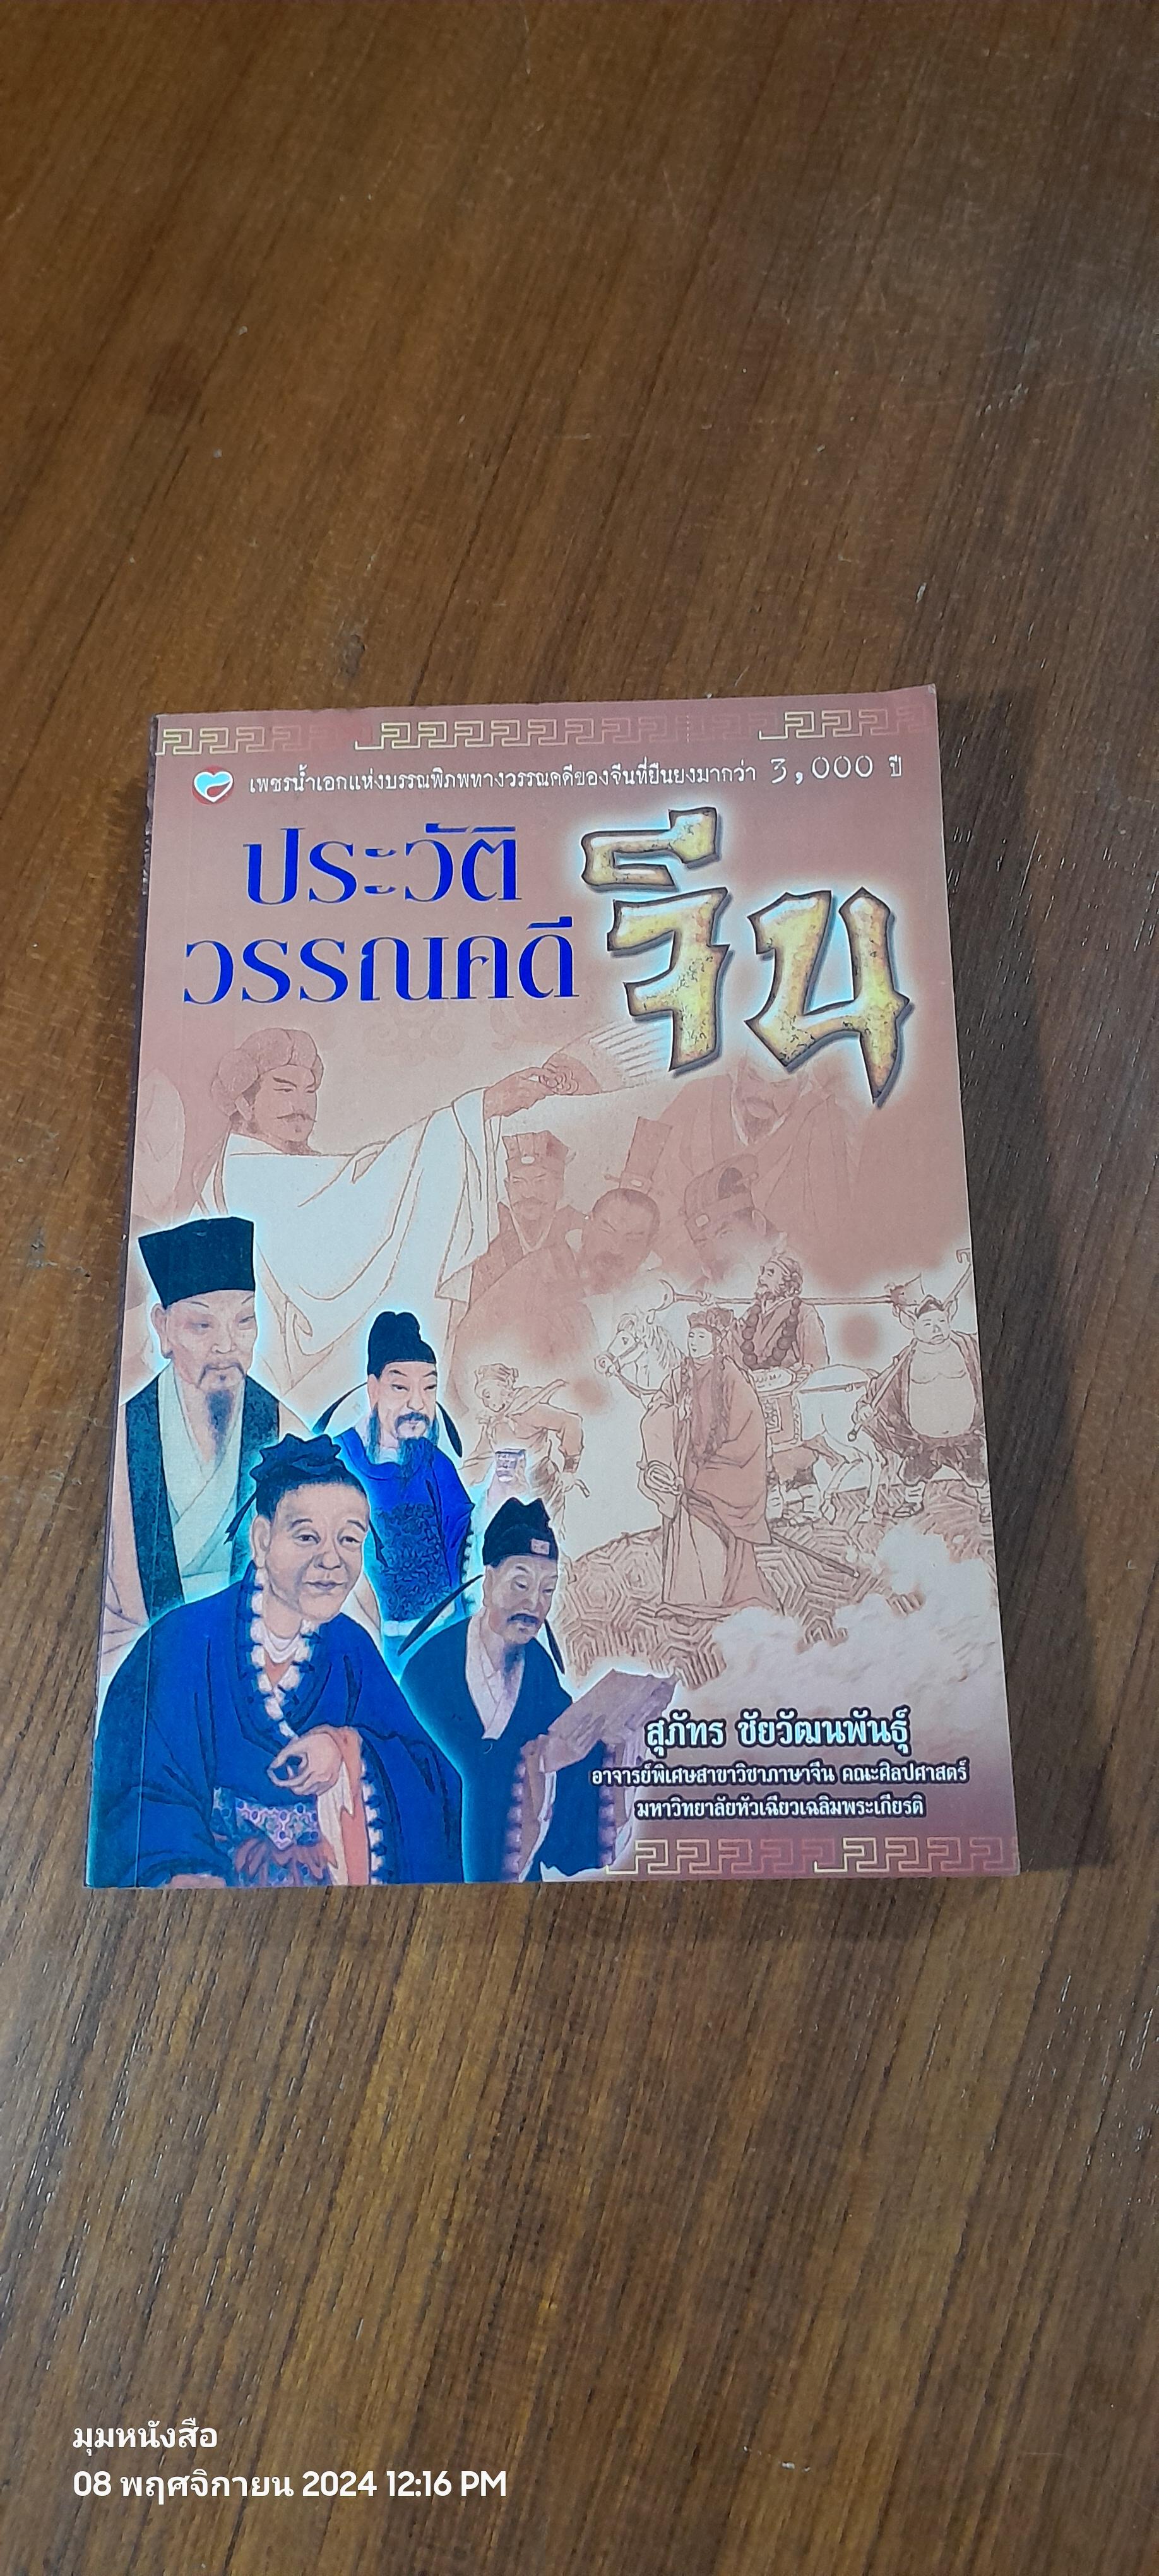 เพชรน้ำเอกแห่งบรรณพิภพทางวรรณคดีของจีนที่ยืนยงมากว่า 3,000 ปี
ประวัติ
วรรณคดี
จีน
สุภัทร ชัยวัฒนพันธุ์
อาจารย์พิเศษสาขาวิชาภาษาจีน คณะศิลปศาสตร์
มหาวิทยาลัยหัวเฉียวเฉลิมพระเกียรติ
มุมหนังสือ
08 พฤศจิกายน 2024 12:16 PM